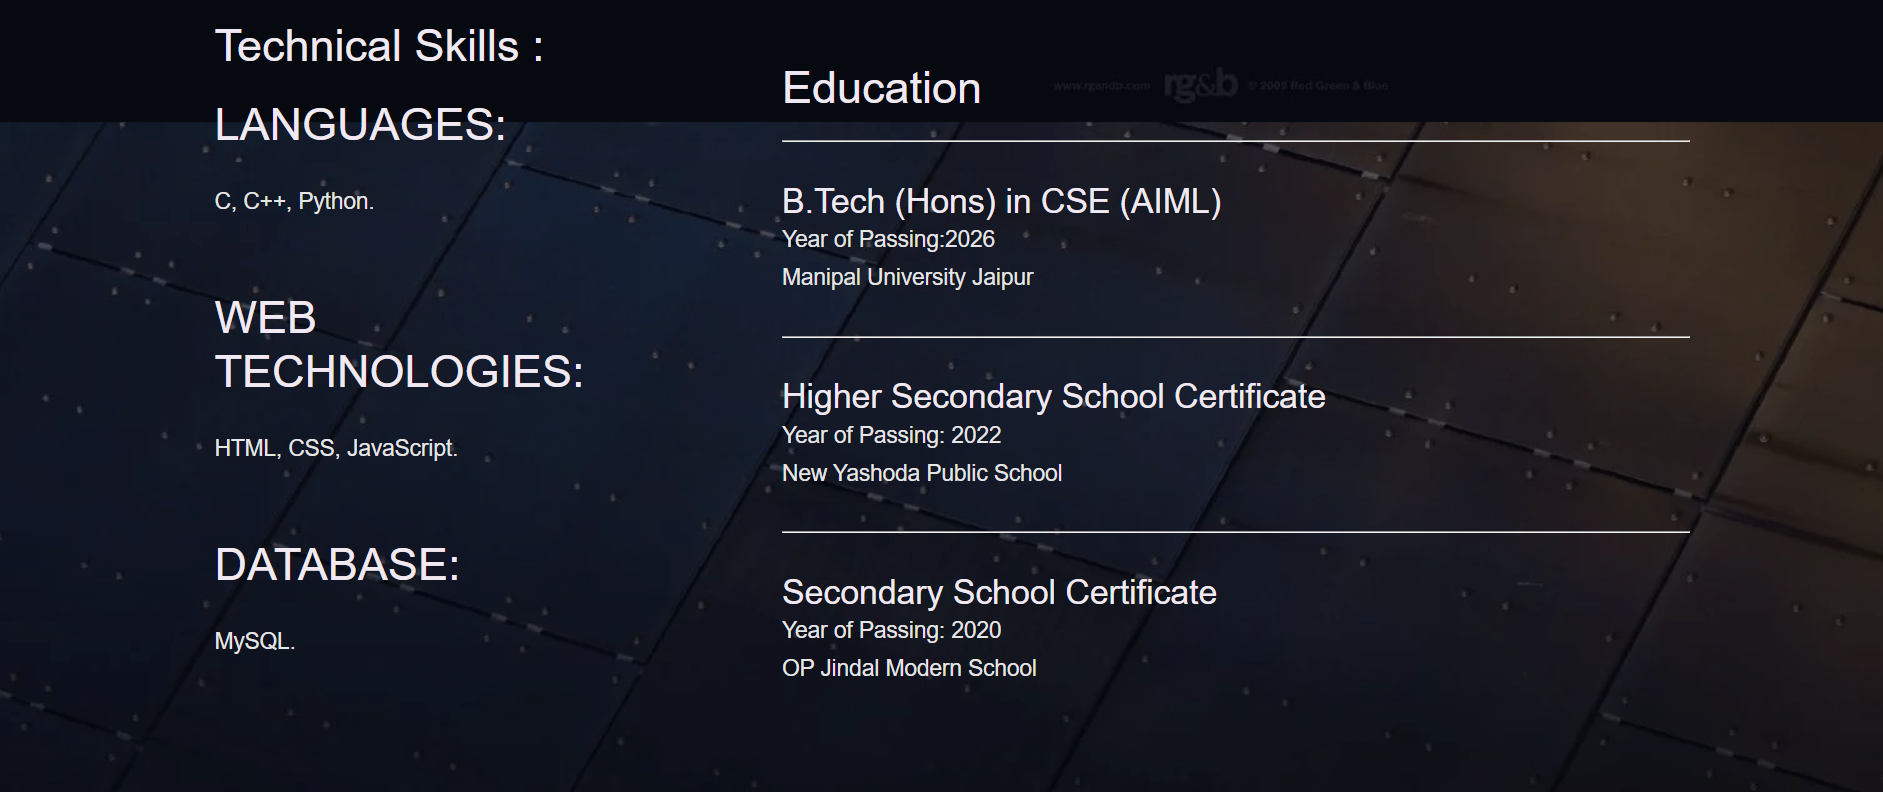 Technical Skills :
LANGUAGES:
C, C++, Python.
WEB
TECHNOLOGIES:
HTML, CSS, JavaScript.
DATABASE:
MySQL.
Education
www.rgandb.com rg&b © 2009 Red Green & Blue
B.Tech (Hons) in CSE (AIML)
Year of Passing:2026
Manipal University Jaipur
Higher Secondary School Certificate
Year of Passing: 2022
New Yashoda Public School
Secondary School Certificate
Year of Passing: 2020
OP Jindal Modern School